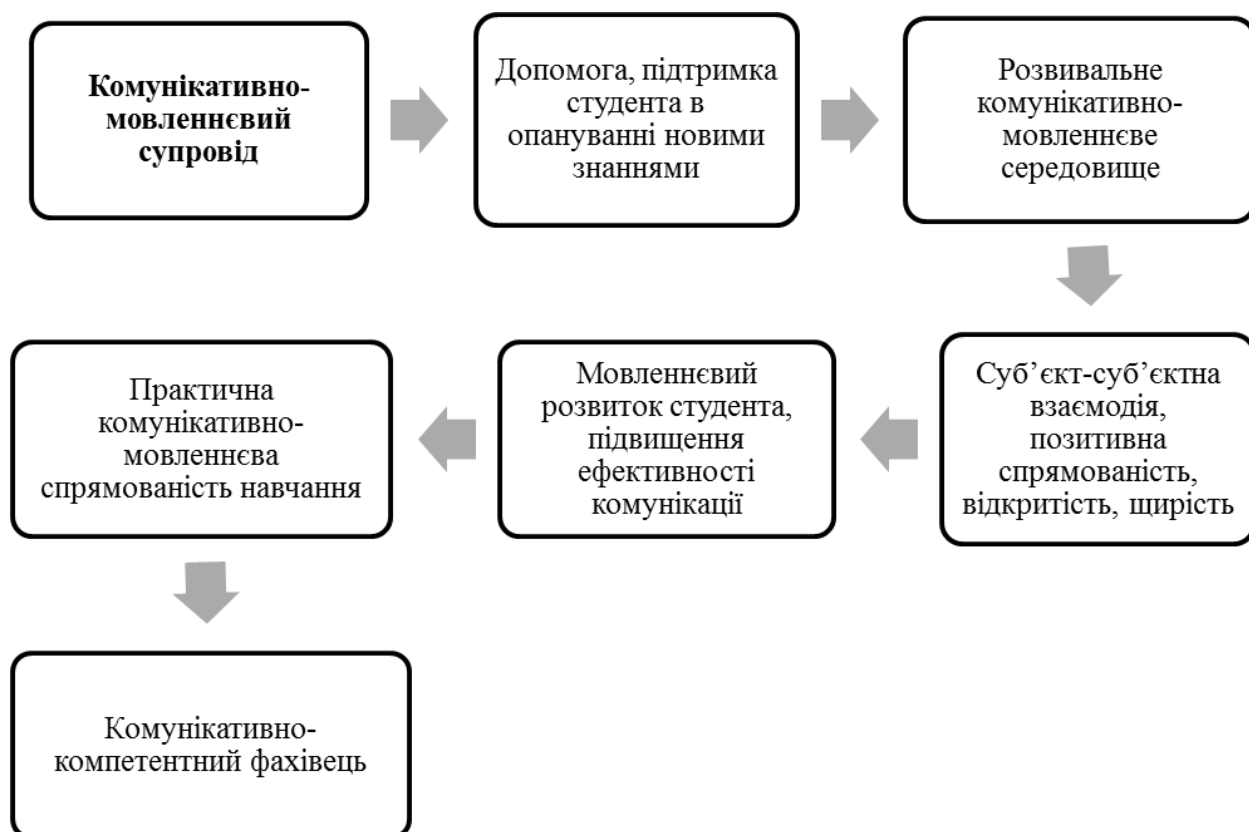 Комунікативно-
мовленнєвий
супровід
Допомога, підтримка
студента в
опануванні новими
знаннями
Розвивальне
комунікативно-
мовленнєве
середовище
Суб’єкт-суб’єктна
взаємодія,
позитивна
спрямованість,
відкритість, щирість
Мовленнєвий
розвиток студента,
підвищення
ефективності
комунікації
Практична
комунікативно-
мовленнєва
спрямованість навчання
Комунікативно-
компетентний фахівець